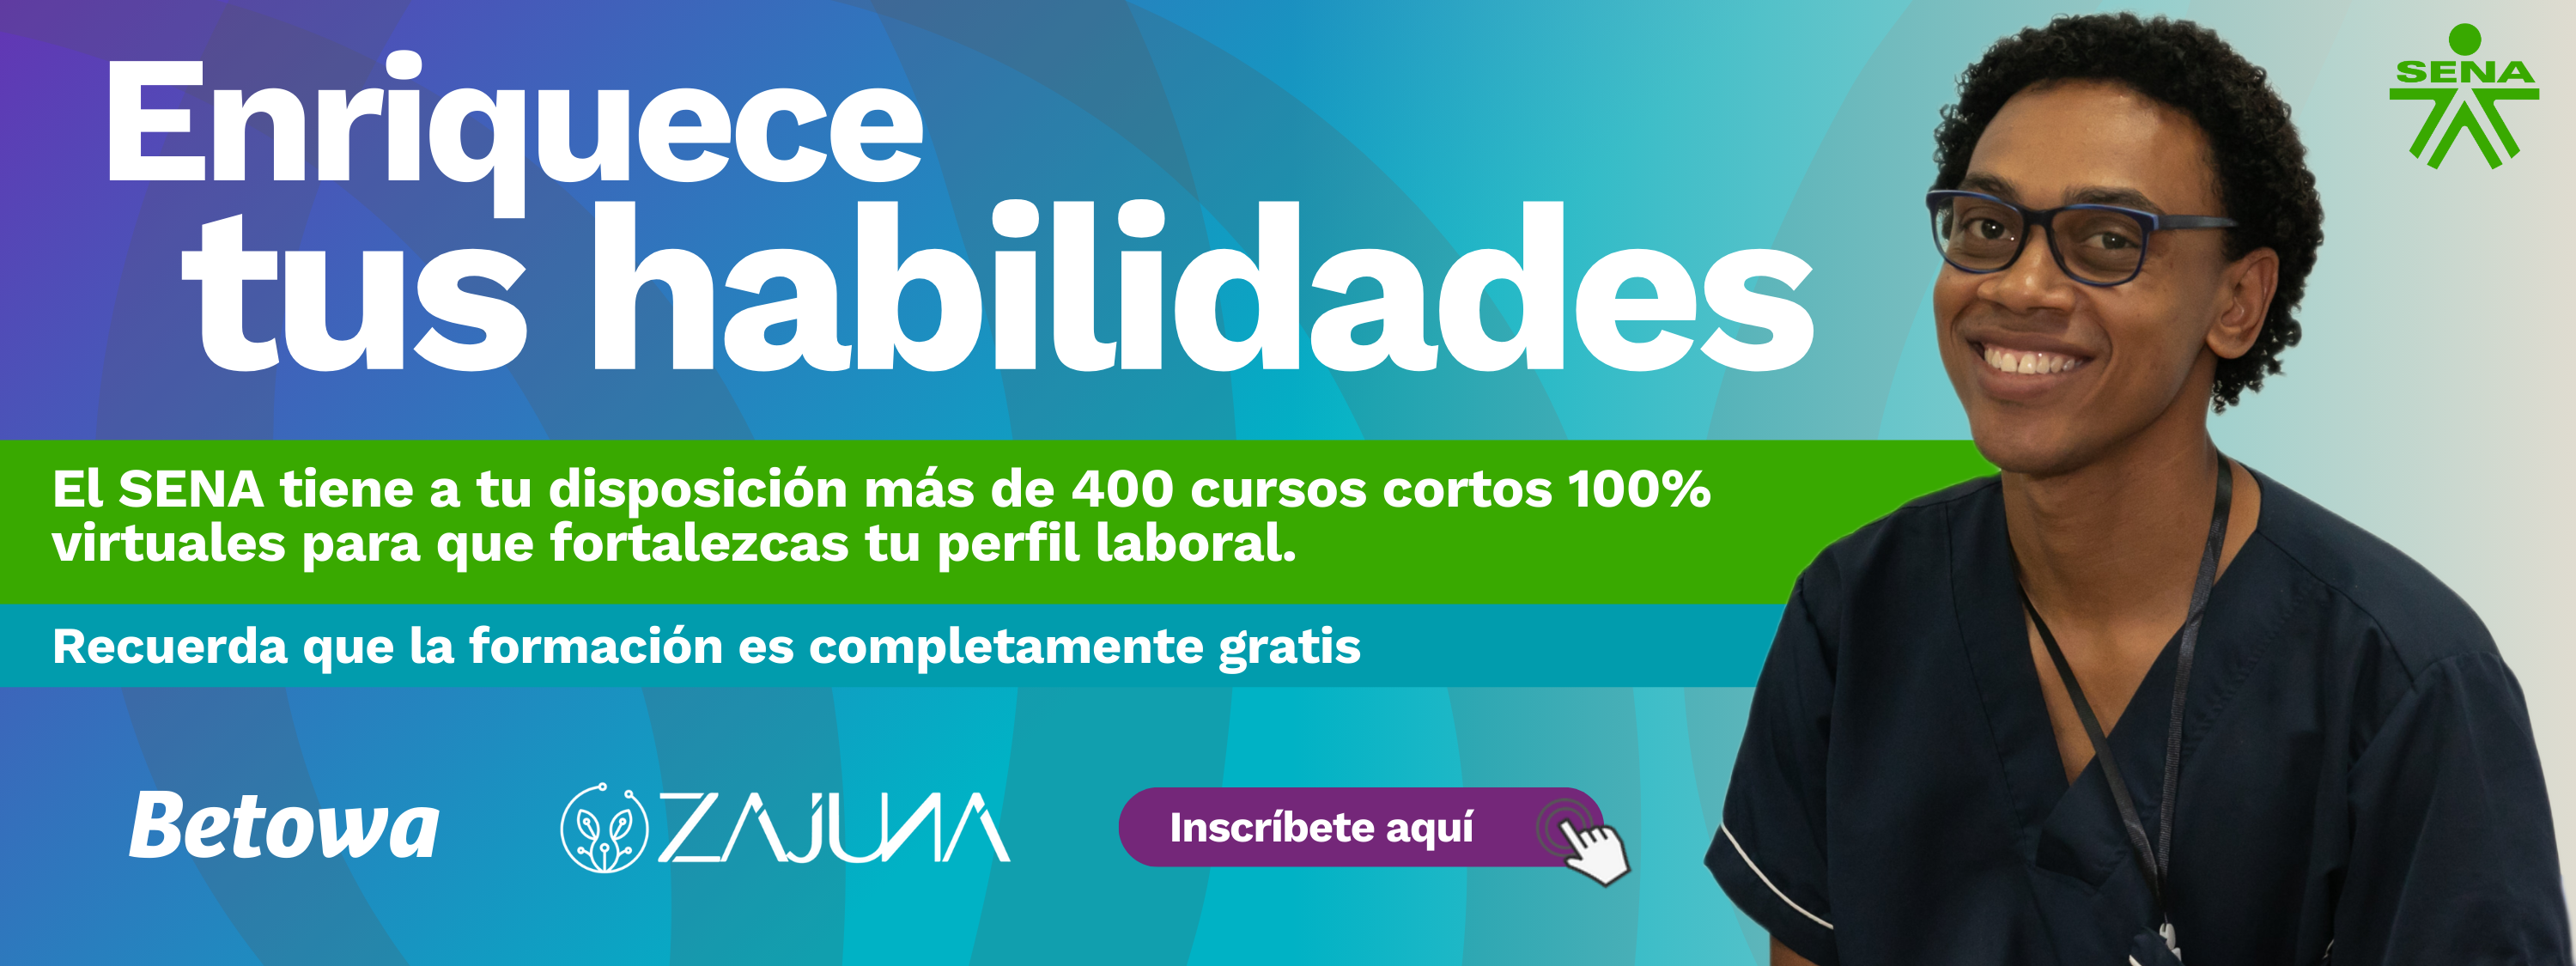 Enriquece
tus habilidades
SENA
El SENA tiene a tu disposición más de 400 cursos cortos 100%
virtuales para que fortalezcas tu perfil laboral.
Recuerda que la formación es completamente gratis
Betowa
ZAJUNA
Inscríbete aquí